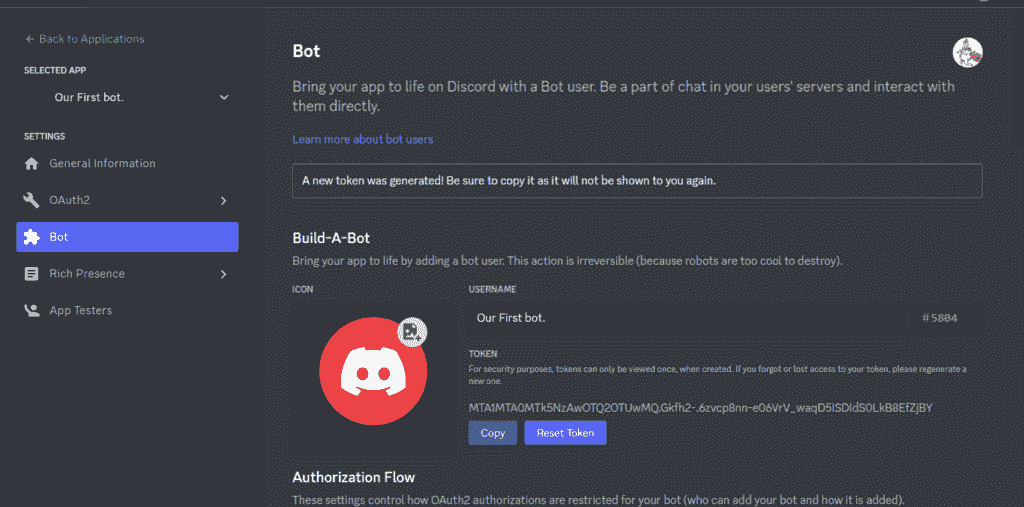 ← Back to Applications
SELECTED APP
Our First bot.
SETTINGS
General Information
OAuth2
Bot
Rich Presence
App Testers
Bot
Bring your app to life on Discord with a Bot user. Be a part of chat in your users' servers and interact with
them directly.
Learn more about bot users
A new token was generated! Be sure to copy it as it will not be shown to you again.
Build-A-Bot
Bring your app to life by adding a bot user. This action is irreversible (because robots are too cool to destroy).
ICON
USERNAME
Our First bot.
#5804
TOKEN
For security purposes, tokens can only be viewed once, when created. If you forgot or lost access to your token, please regenerate a
new one.
Copy
Reset Token
Authorization Flow
These settings control how OAuth2 authorizations are restricted for your bot (who can add your bot and how it is added).